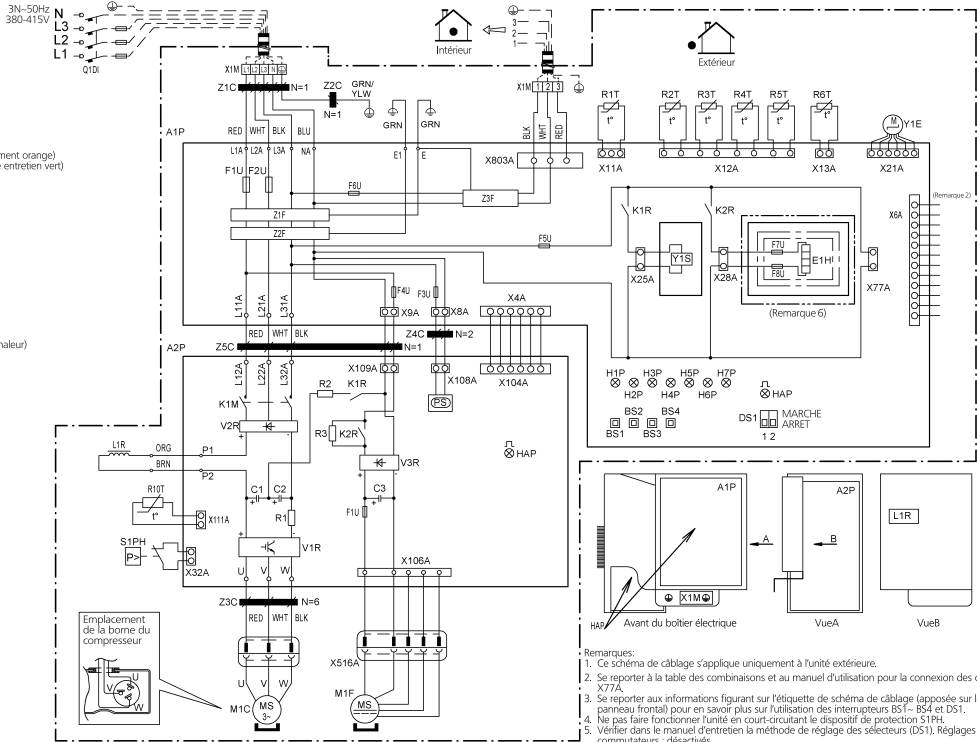 3N~50Hz
380-415V
N
L3
L2
L1
Q1DI
X1M L1 L2 L3 N
Z1C N=1
Z2C
N=1
GRN/
YLW
GRN
GRN
3
2
1
Intérieur
Extérieur
X1M 1 2 3
BLK
WHT
RED
R1T
t°
R2T
t°
R3T
t°
R4T
t°
R5T
t°
R6T
t°
M
Y1E
A1P
RED WHT BLK BLU
L1A L2A L3A NA E1 E
X803A
X11A
X12A
X13A
X21A
ment orange)
entretien vert)
F1U F2U
F6U
Z3F
Z1F
Z2F
F5U
K1R
K2R
X6A
(Remarque 2)
Y1S
F7U
F8U
E1H
X25A
X28A
X77A
(Remarque 6)
F4U
F3U
X9A
X8A
X4A
L11A L21A L31A
RED WHT BLK
Z4C N=2
haleur)
A2P
Z5C N=1
X109A
X108A
X104A
PS
L12A L22A L32A
K1M
V2R
R2
K1R
R3
K2R
V3R
HAP
H1P
H2P
H3P
H4P
H5P
H6P
H7P
HAP
BS1
BS2
BS3
BS4
DS1
1 2
MARCHE
ARRET
L1R
ORG
BRN
P1
P2
R10T
t°
X111A
S1PH
P>
X32A
C1
C2
C3
R1
F1U
V1R
U V W
X106A
Z3C N=6
RED WHT BLK
X516A
U V W
M1C
MS
3~
M1F
MS
Emplacement
de la borne du
compresseur
U
V
W
A1P
A2P
L1R
A
B
HAP
X1M
Avant du boîtier électrique
VueA
VueB
Remarques:
1. Ce schéma de câblage s'applique uniquement à l'unité extérieure.
2. Se reporter à la table des combinaisons et au manuel d'utilisation pour la connexion des
X77A.
3. Se reporter aux informations figurant sur l'étiquette de schéma de câblage (apposée sur
panneau frontal) pour en savoir plus sur l'utilisation des interrupteurs BS1~ BS4 et DS1.
4. Ne pas faire fonctionner l'unité en court-circuitant le dispositif de protection S1PH.
5. Vérifier dans le manuel d'entretien la méthode de réglage des sélecteurs (DS1). Réglages
commutateurs : désactivés.